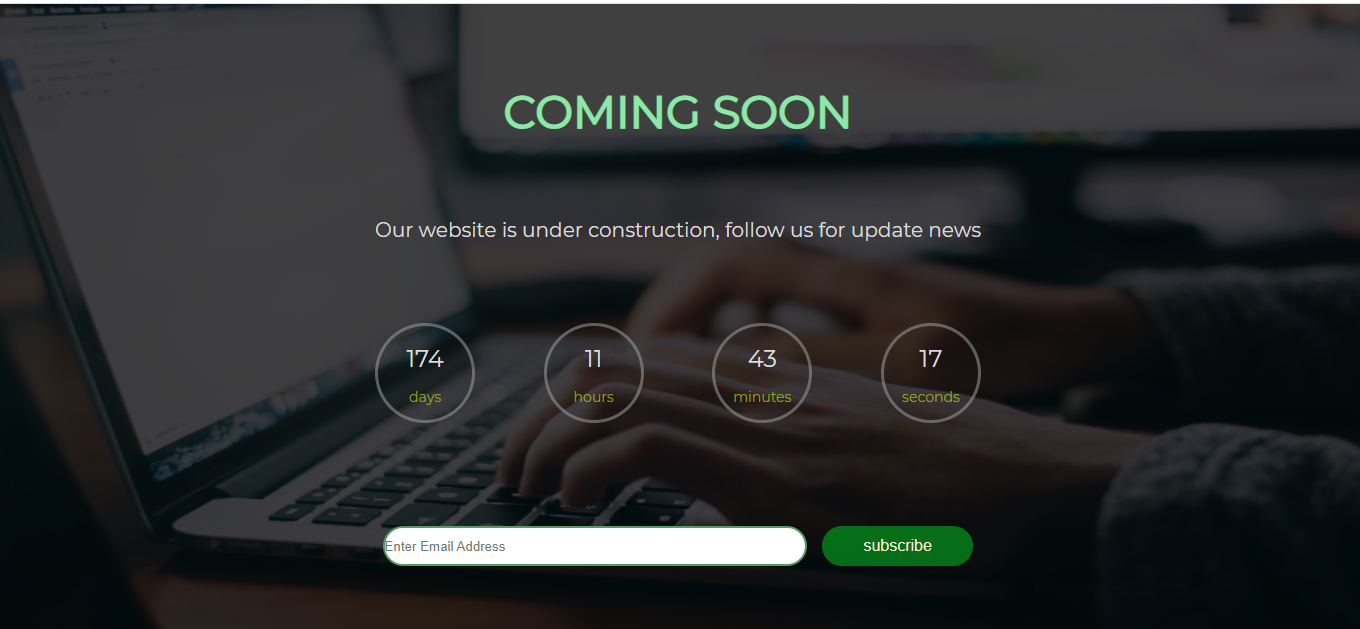 COMING SOON
Our website is under construction, follow us for update news
174 11 43 17
days hours minutes seconds
Enter Email Address subscribe